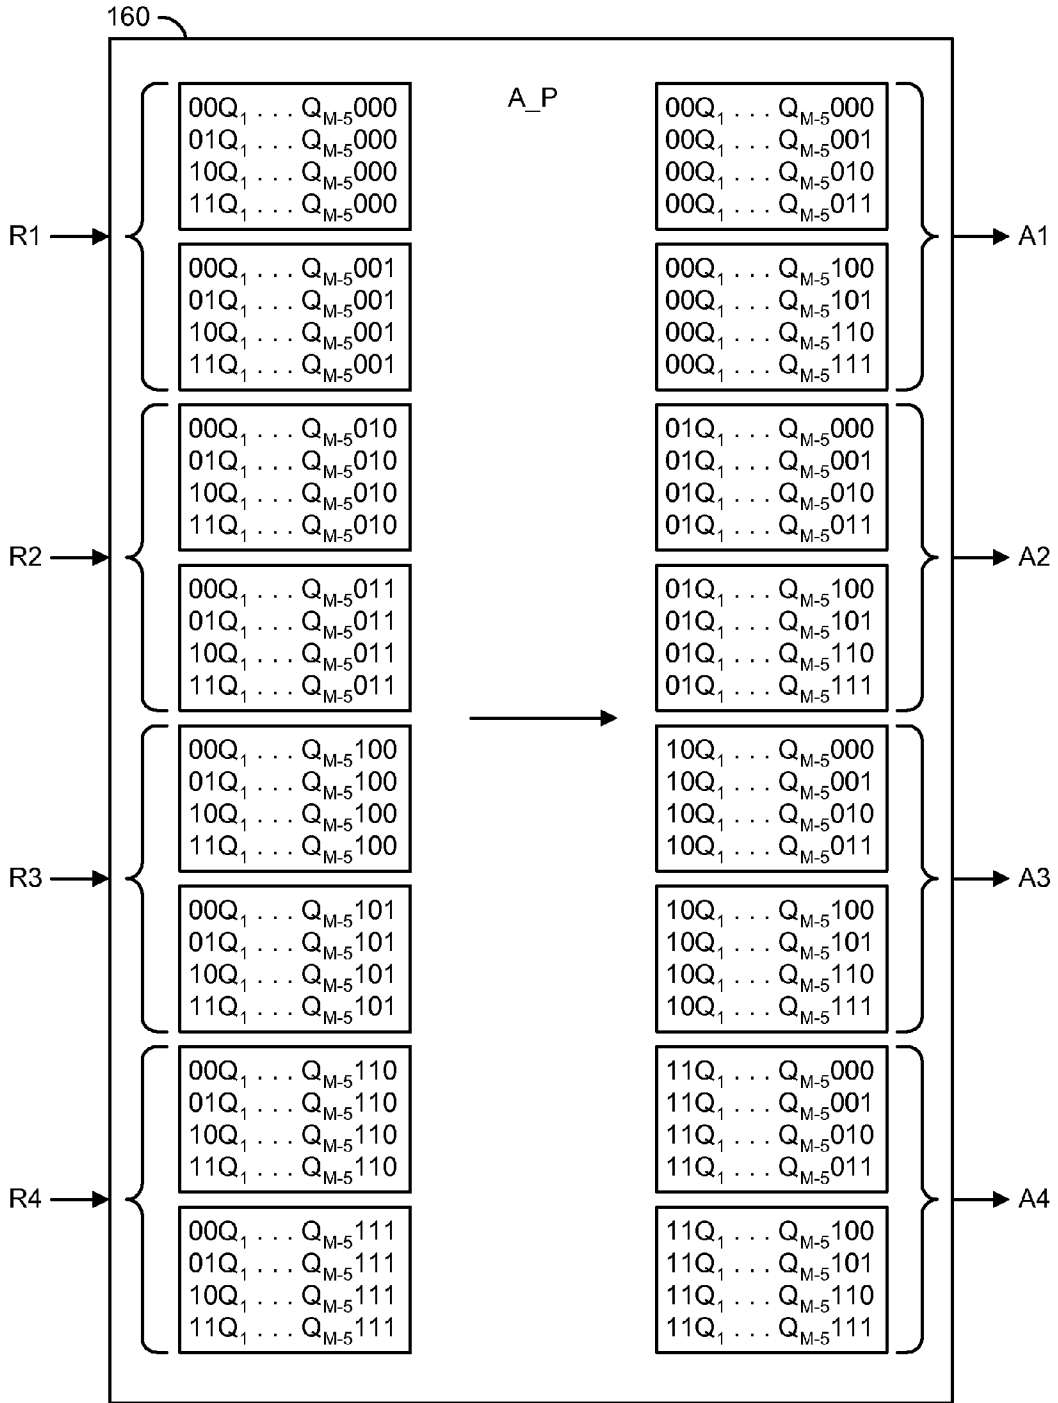 160
A_P
R1
00Q1 . . . QM-5000
01Q1 . . . QM-5000
10Q1 . . . QM-5000
11Q1 . . . QM-5000
00Q1 . . . QM-5001
01Q1 . . . QM-5001
10Q1 . . . QM-5001
11Q1 . . . QM-5001
R2
00Q1 . . . QM-5010
01Q1 . . . QM-5010
10Q1 . . . QM-5010
11Q1 . . . QM-5010
00Q1 . . . QM-5011
01Q1 . . . QM-5011
10Q1 . . . QM-5011
11Q1 . . . QM-5011
R3
00Q1 . . . QM-5100
01Q1 . . . QM-5100
10Q1 . . . QM-5100
11Q1 . . . QM-5100
00Q1 . . . QM-5101
01Q1 . . . QM-5101
10Q1 . . . QM-5101
11Q1 . . . QM-5101
R4
00Q1 . . . QM-5110
01Q1 . . . QM-5110
10Q1 . . . QM-5110
11Q1 . . . QM-5110
00Q1 . . . QM-5111
01Q1 . . . QM-5111
10Q1 . . . QM-5111
11Q1 . . . QM-5111
00Q1 . . . QM-5000
00Q1 . . . QM-5001
00Q1 . . . QM-5010
00Q1 . . . QM-5011
00Q1 . . . QM-5100
00Q1 . . . QM-5101
00Q1 . . . QM-5110
00Q1 . . . QM-5111
A1
01Q1 . . . QM-5000
01Q1 . . . QM-5001
01Q1 . . . QM-5010
01Q1 . . . QM-5011
01Q1 . . . QM-5100
01Q1 . . . QM-5101
01Q1 . . . QM-5110
01Q1 . . . QM-5111
A2
10Q1 . . . QM-5000
10Q1 . . . QM-5001
10Q1 . . . QM-5010
10Q1 . . . QM-5011
10Q1 . . . QM-5100
10Q1 . . . QM-5101
10Q1 . . . QM-5110
10Q1 . . . QM-5111
A3
11Q1 . . . QM-5000
11Q1 . . . QM-5001
11Q1 . . . QM-5010
11Q1 . . . QM-5011
11Q1 . . . QM-5100
11Q1 . . . QM-5101
11Q1 . . . QM-5110
11Q1 . . . QM-5111
A4